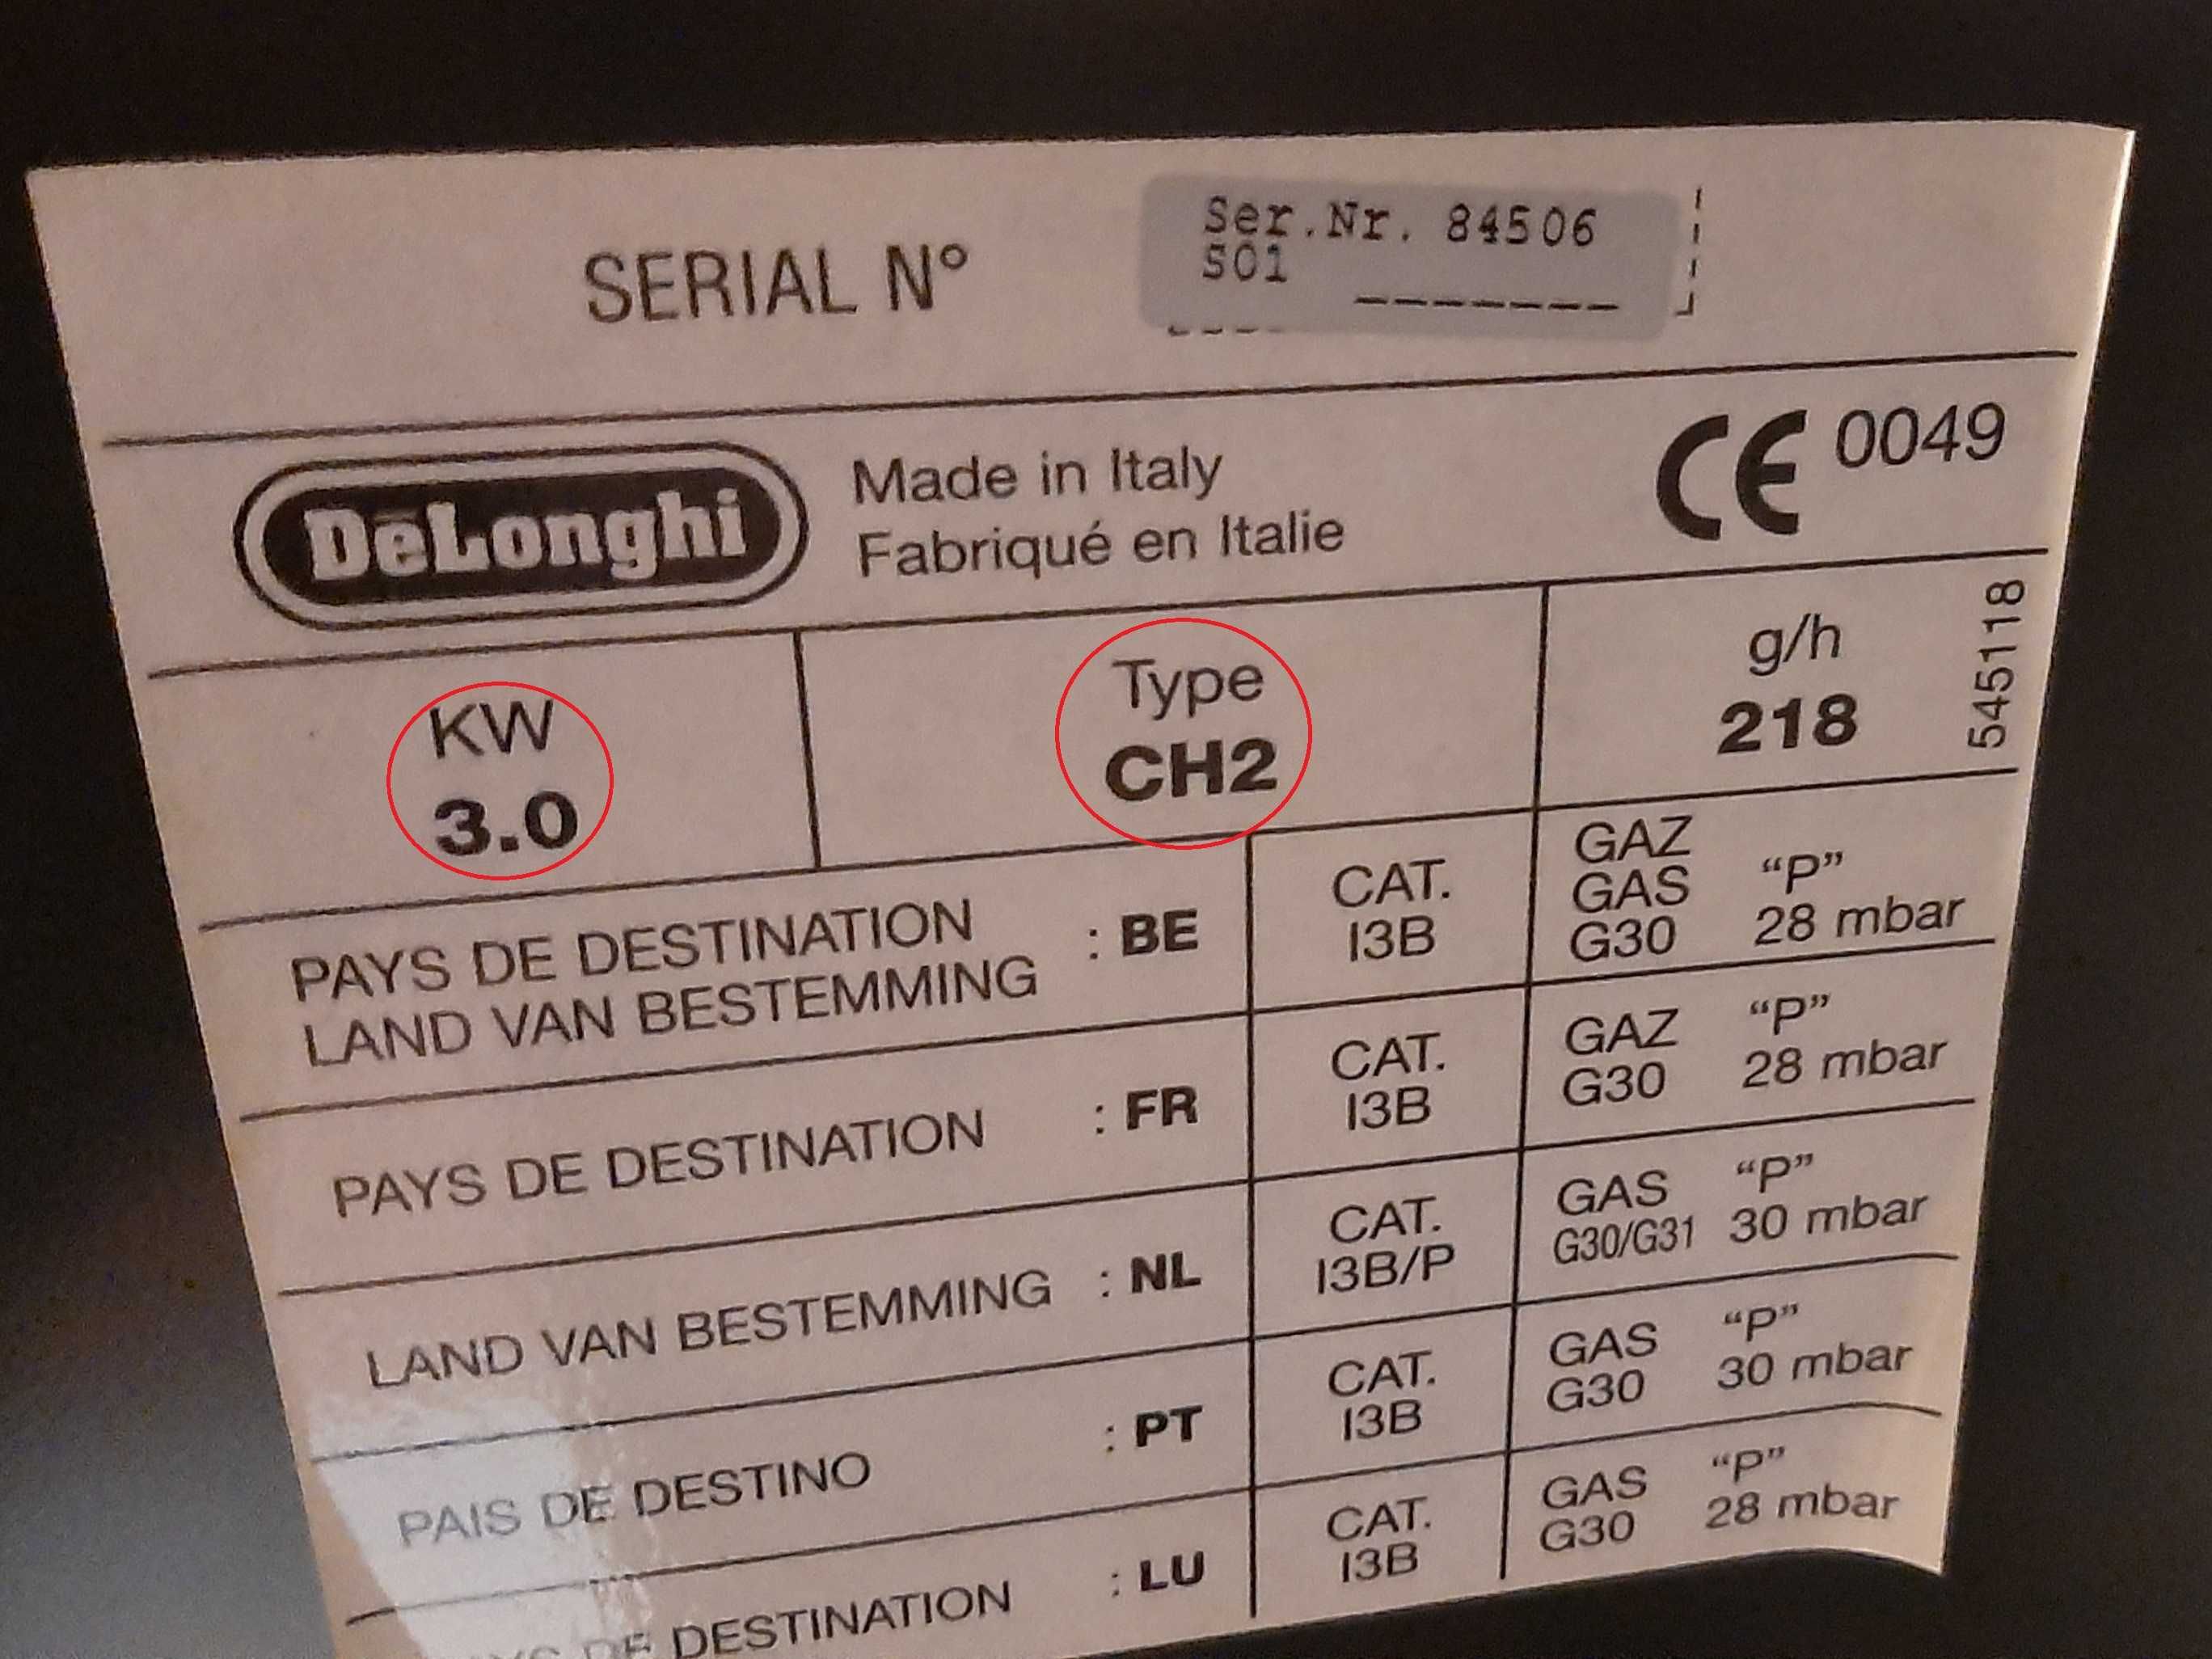 SERIAL N°
Ser.Nr. 84506
S01
DēLonghi
Made in Italy
Fabriqué en Italie
CE 0049
KW
3.0
Type
CH2
g/h
218
545118
PAYS DE DESTINATION
LAND VAN BESTEMMING
: BE
CAT.
I3B
GAZ
GAS
G30
“P”
28 mbar
PAYS DE DESTINATION : FR
CAT.
I3B
GAZ
G30
“P”
28 mbar
LAND VAN BESTEMMING : NL
CAT.
I3B/P
GAS
G30/G31
“P”
30 mbar
PAIS DE DESTINO : PT
CAT.
I3B
GAS
G30
“P”
30 mbar
DE DESTINATION : LU
CAT.
I3B
GAS
G30
“P”
28 mbar